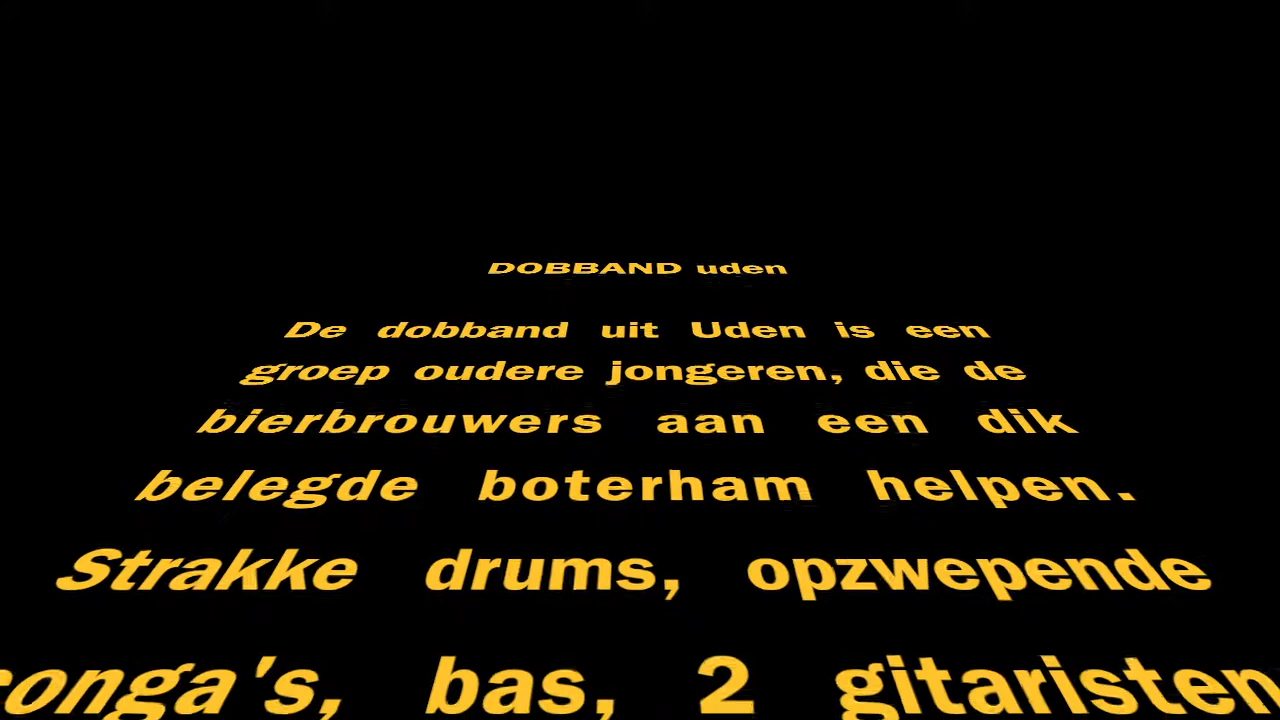 DOBBAND uden
De dobband uit Uden is een
groep oudere jongeren, die de
bierbrouwers aan een dik
belegde boterham helpen.
Strakke drums, opzwepende
conga's, bas, 2 gitaristen